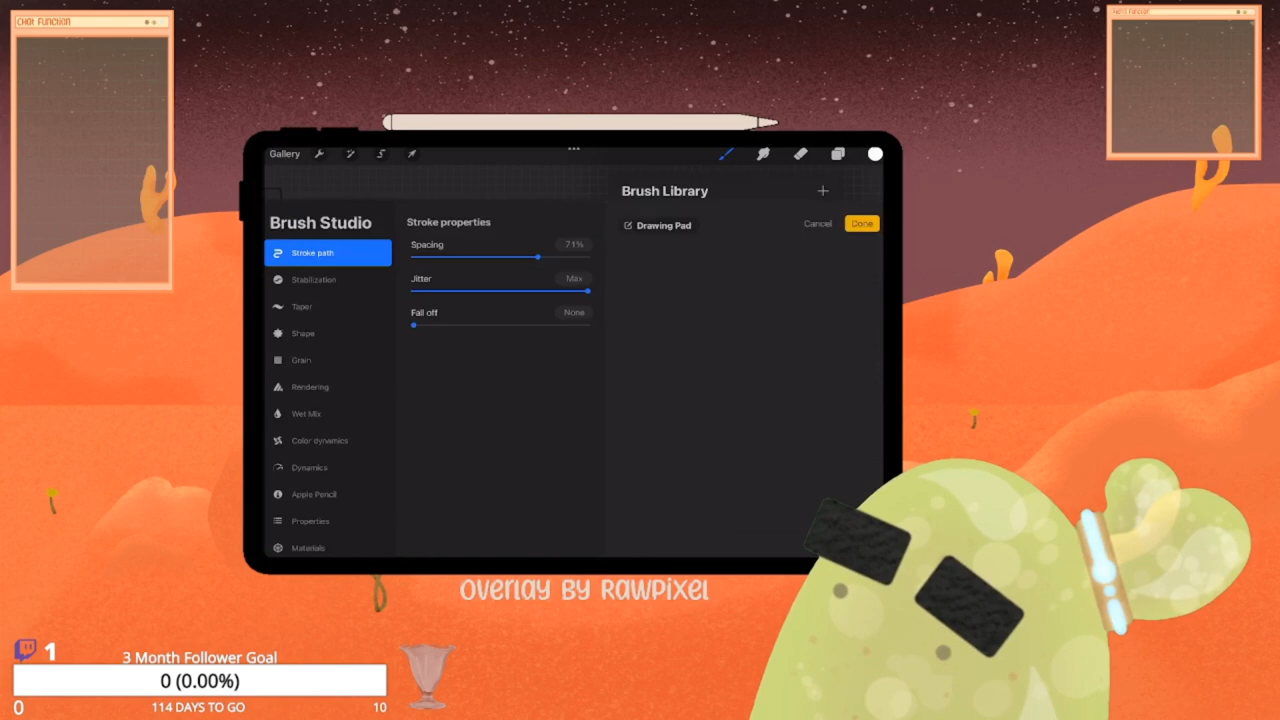 Chat Function
Gallery
Brush Library
Brush Studio
Stroke properties
Drawing Pad
Cancel
Done
Spacing
71%
Stroke path
Stabilization
Jitter
Max
Taper
Fall off
None
Shape
Grain
Rendering
Wet Mix
Color dynamics
Dynamics
Apple Pencil
Properties
Materials
Overlay by Rawpixel
1
3 Month Follower Goal
0 (0.00%)
0
114 DAYS TO GO
10